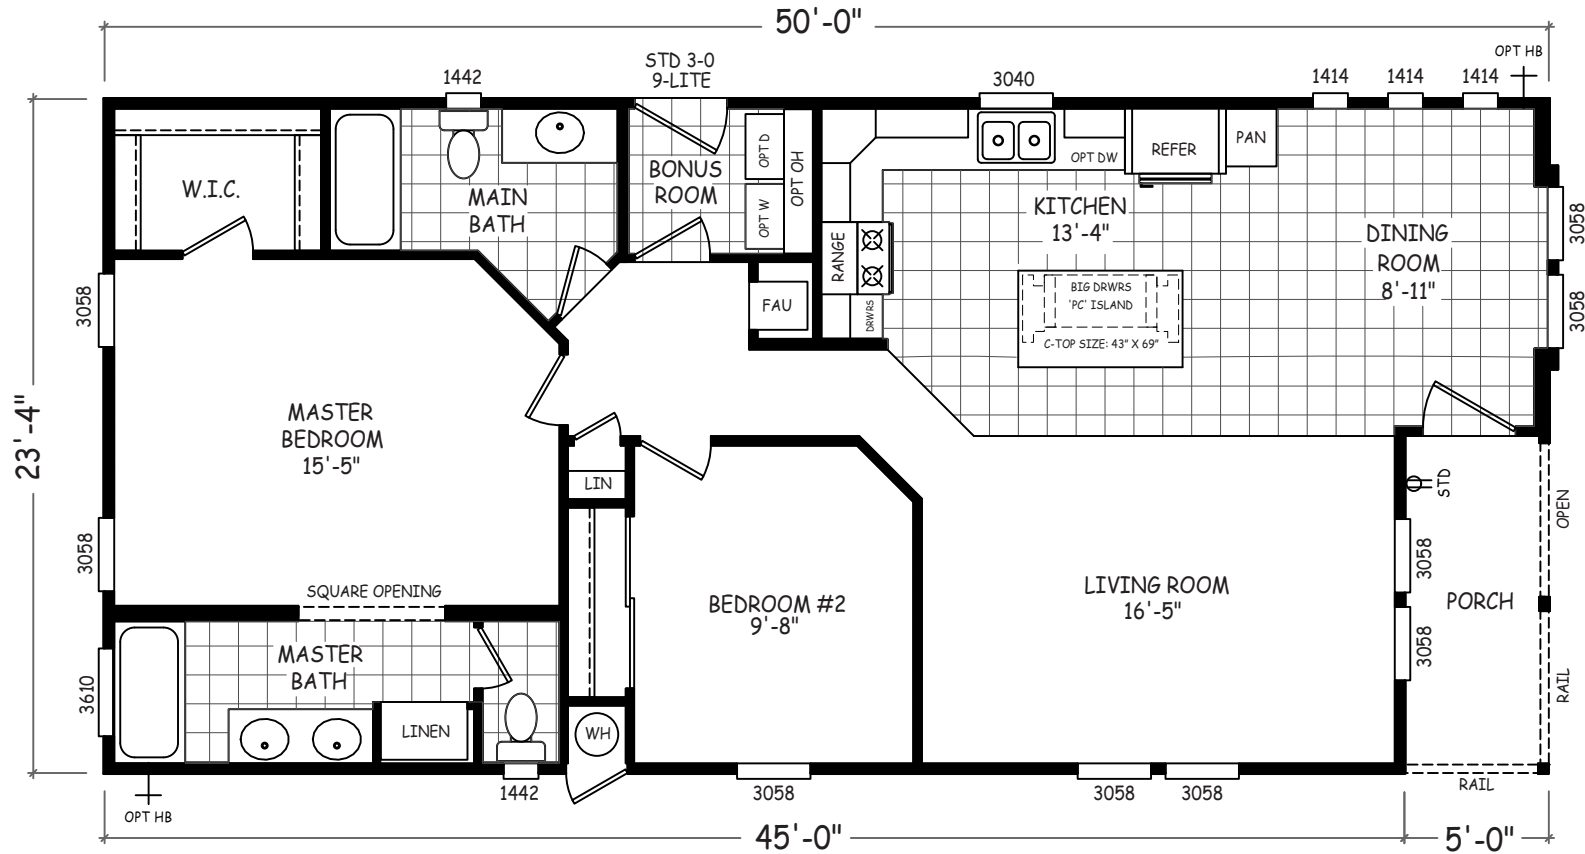 50'-0"
STD 3-0
9-LITE
OPT HB
1442
3040
1414
1414
1414
W.I.C.
MAIN
BATH
BONUS
ROOM
OPT D
OPT W
OPT OH
OPT DW
REFER
PAN
KITCHEN
13'-4"
DINING
ROOM
8'-11"
3058
3058
RANGE
DRWRS
BIG DRWRS
'PC' ISLAND
C-TOP SIZE: 43" X 69"
FAU
3058
23'-4"
MASTER
BEDROOM
15'-5"
LIN
STD
OPEN
3058
SQUARE OPENING
BEDROOM #2
9'-8"
LIVING ROOM
16'-5"
3058
3058
PORCH
RAIL
3610
MASTER
BATH
LINEN
WH
1442
3058
3058
3058
RAIL
OPT HB
45'-0"
5'-0"